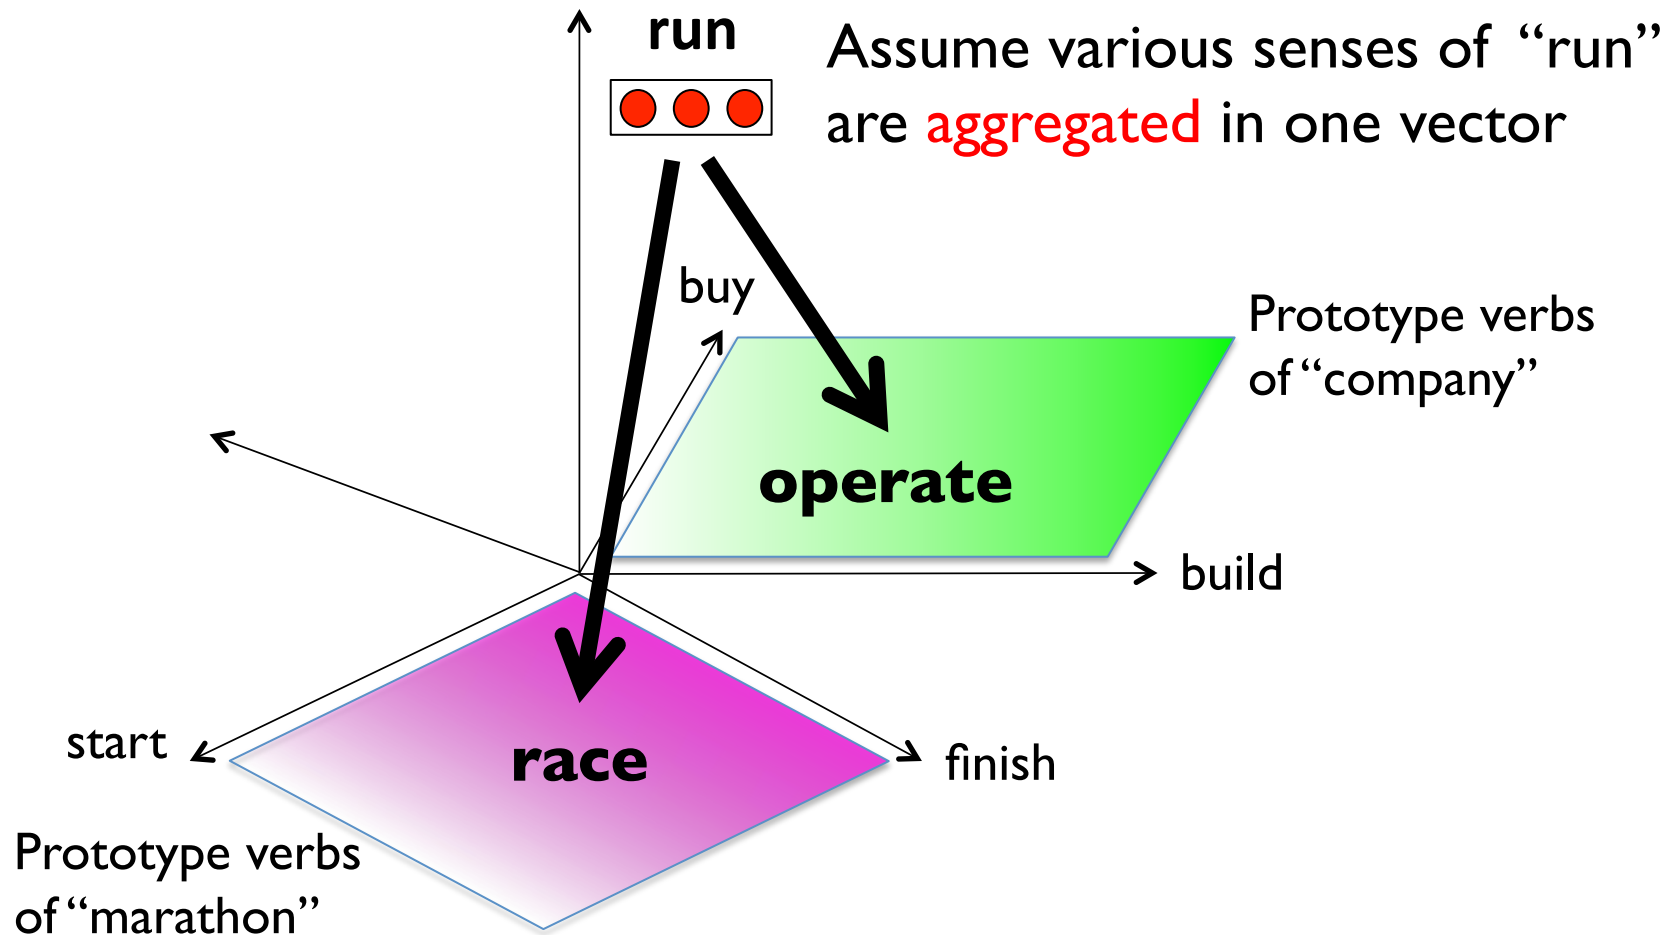 run
Assume various senses of “run”
are aggregated in one vector
buy
Prototype verbs
of “company”
operate
build
start
race
finish
Prototype verbs
of “marathon”